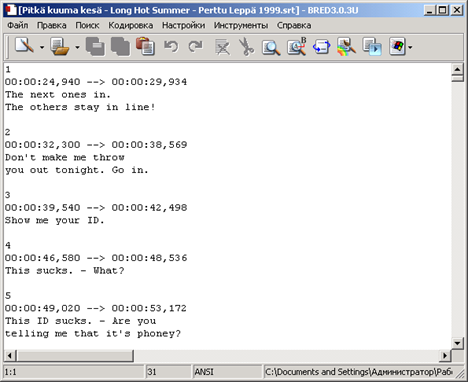 [Pitkä kuuma kesä - Long Hot Summer - Perttu Leppä 1999.srt] - BRED3.0.3U
Файл Правка Поиск Кодировка Настройки Инструменты Справка
1
00:00:24,940 --> 00:00:29,934
The next ones in.
The others stay in line!
2
00:00:32,300 --> 00:00:38,569
Don't make me throw
you out tonight. Go in.
3
00:00:39,540 --> 00:00:42,498
Show me your ID.
4
00:00:46,580 --> 00:00:48,536
This sucks. - What?
5
00:00:49,020 --> 00:00:53,172
This ID sucks. - Are you
telling me that it's phoney?
1:1 31 ANSI C:\Documents and Settings\Администратор\Рабо